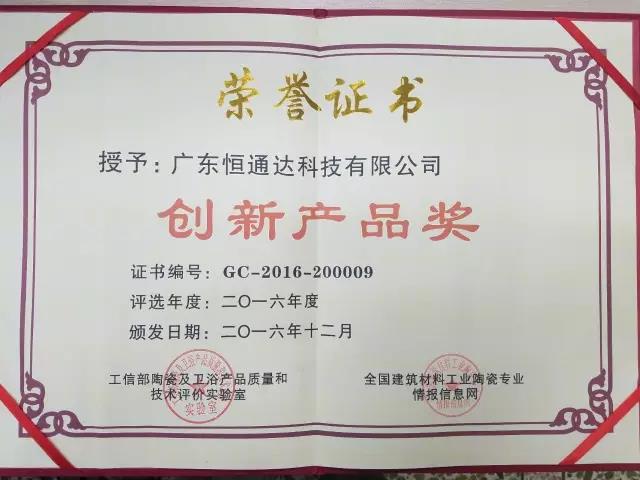 荣誉证书
授予：广东恒通达科技有限公司
创新产品奖
证书编号：GC-2016-200009
评选年度：二〇一六年度
颁发日期：二〇一六年十二月
工信部陶瓷及卫浴产品质量和
技术评价实验室
全国建筑材料工业陶瓷专业
情报信息网
实验室